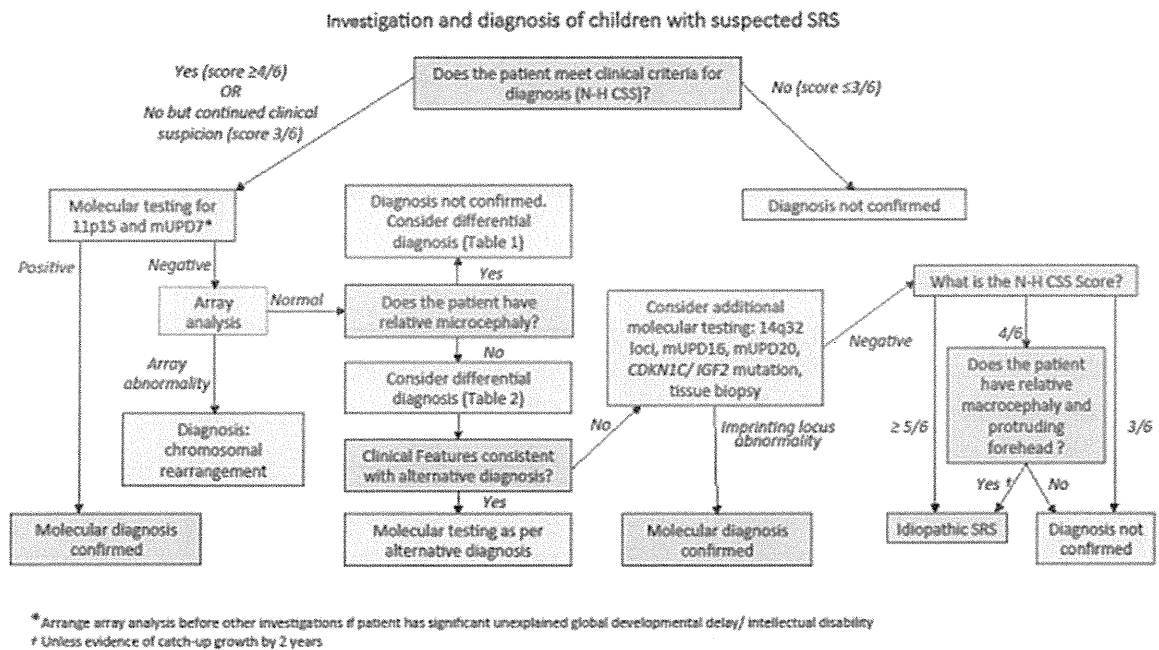 Investigation and diagnosis of children with suspected SRS
Does the patient meet clinical criteria for
diagnosis (N-H CSS)?
Yes (score ≥4/6)
OR
No but continued clinical
suspicion (score 3/6)
No (score ≤3/6)
Diagnosis not confirmed
Molecular testing for
11p15 and mUPD7*
Positive
Negative
Array
analysis
Normal
Array
abnormality
Diagnosis:
chromosomal
rearrangement
Molecular diagnosis
confirmed
Diagnosis not confirmed.
Consider differential
diagnosis (Table 1)
Yes
Does the patient have
relative microcephaly?
No
Consider differential
diagnosis (Table 2)
Clinical Features consistent
with alternative diagnosis?
Yes
Molecular testing as per
alternative diagnosis
No
Consider additional
molecular testing: 14q32
loci, mUPD16, mUPD20,
CDKN1C/ IGF2 mutation,
tissue biopsy
Imprinting locus
abnormality
Molecular diagnosis
confirmed
Negative
What is the N-H CSS Score?
≥ 5/6
4/6
3/6
Does the patient
have relative
macrocephaly and
protruding
forehead ?
Yes †
No
Idiopathic SRS
Diagnosis not
confirmed
* Arrange array analysis before other investigations if patient has significant unexplained global developmental delay/ intellectual disability
† Unless evidence of catch-up growth by 2 years